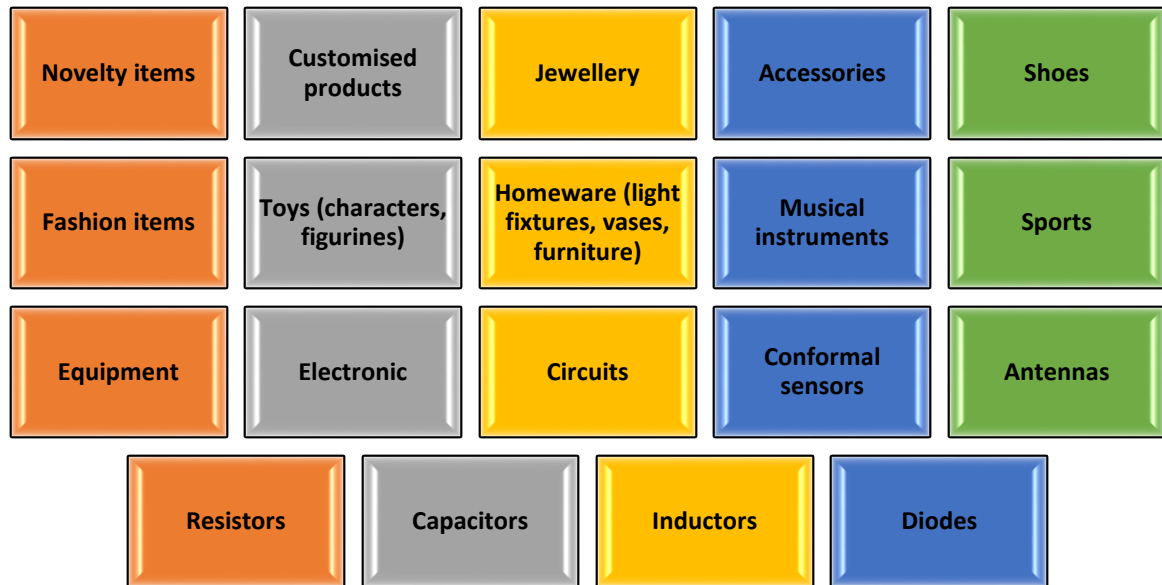 Novelty items
Customised
products
Jewellery
Accessories
Shoes
Fashion items
Toys (characters,
figurines)
Homeware (light
fixtures, vases,
furniture)
Musical
instruments
Sports
Equipment
Electronic
Circuits
Conformal
sensors
Antennas
Resistors
Capacitors
Inductors
Diodes